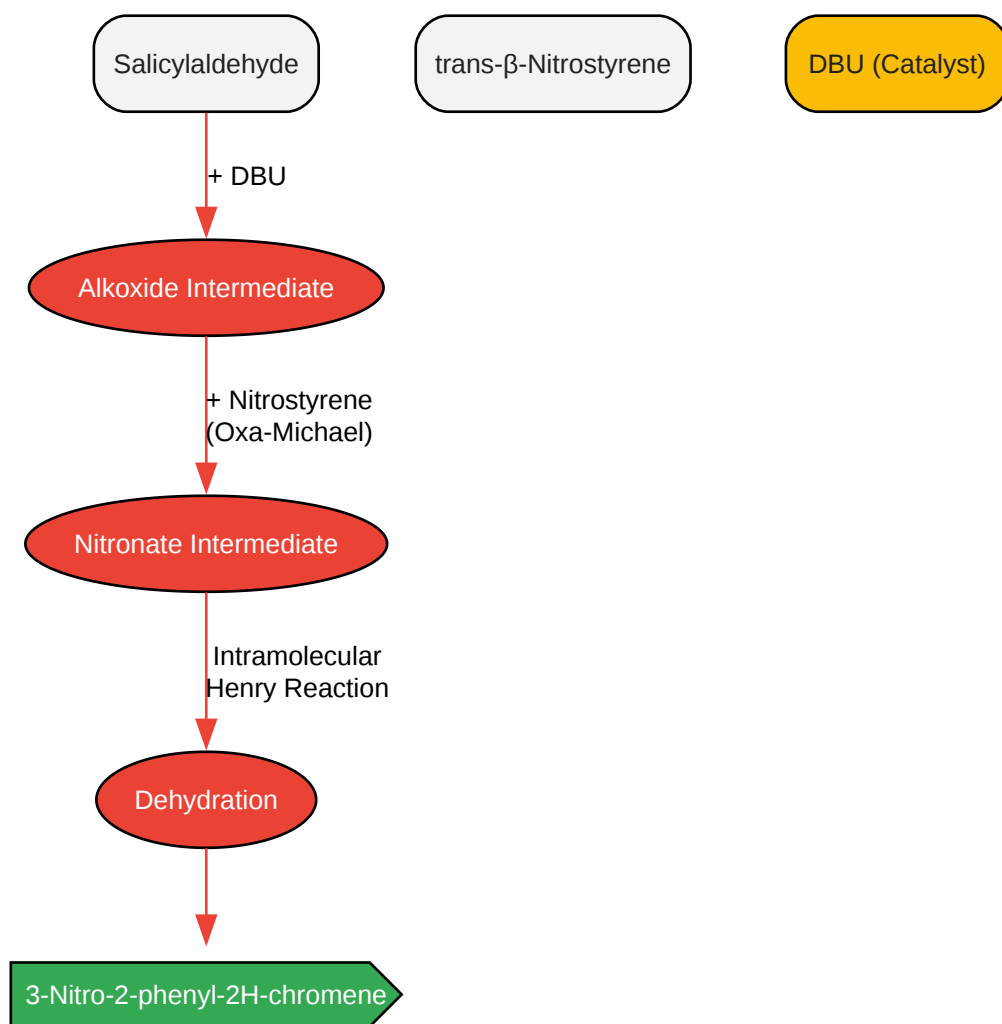 Salicylaldehyde
trans-β-Nitrostyrene
DBU (Catalyst)
+ DBU
Alkoxide Intermediate
+ Nitrostyrene
(Oxa-Michael)
Nitronate Intermediate
Intramolecular
Henry Reaction
Dehydration
3-Nitro-2-phenyl-2H-chromene